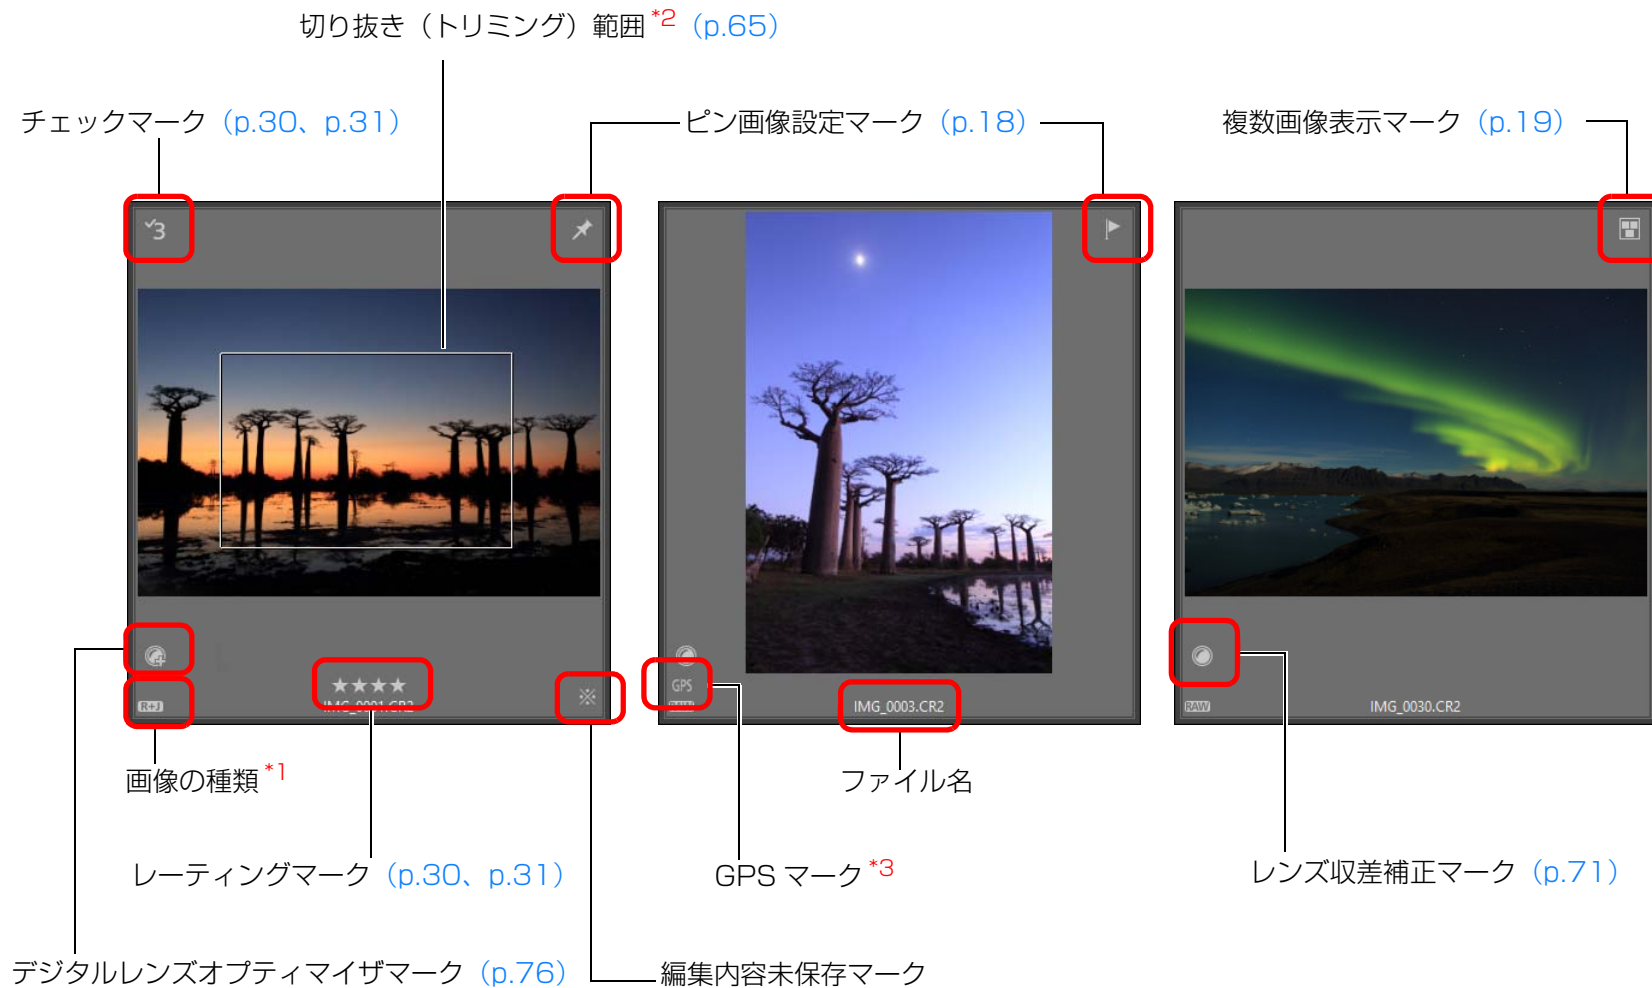 切り抜き（トリミング）範囲*2（p.65）
チェックマーク（p.30、p.31）
ピン画像設定マーク（p.18）
複数画像表示マーク（p.19）
3
★★★★
R+J
IMG_0001.CR2
※
GPS
IMG_0003.CR2
RAW
IMG_0030.CR2
画像の種類*1
ファイル名
レーティングマーク（p.30、p.31）
GPS マーク*3
レンズ収差補正マーク（p.71）
デジタルレンズオプティマイザマーク（p.76）
編集内容未保存マーク